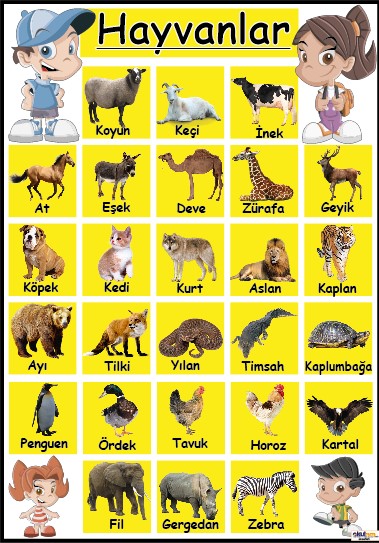 Hayvanlar
Koyun Keçi İnek
At Eşek Deve Zürafa Geyik
Köpek Kedi Kurt Aslan Kaplan
Ayı Tilki Yılan Timsah Kaplumbağa
Penguen Ördek Tavuk Horoz Kartal
Fil Gergedan Zebra